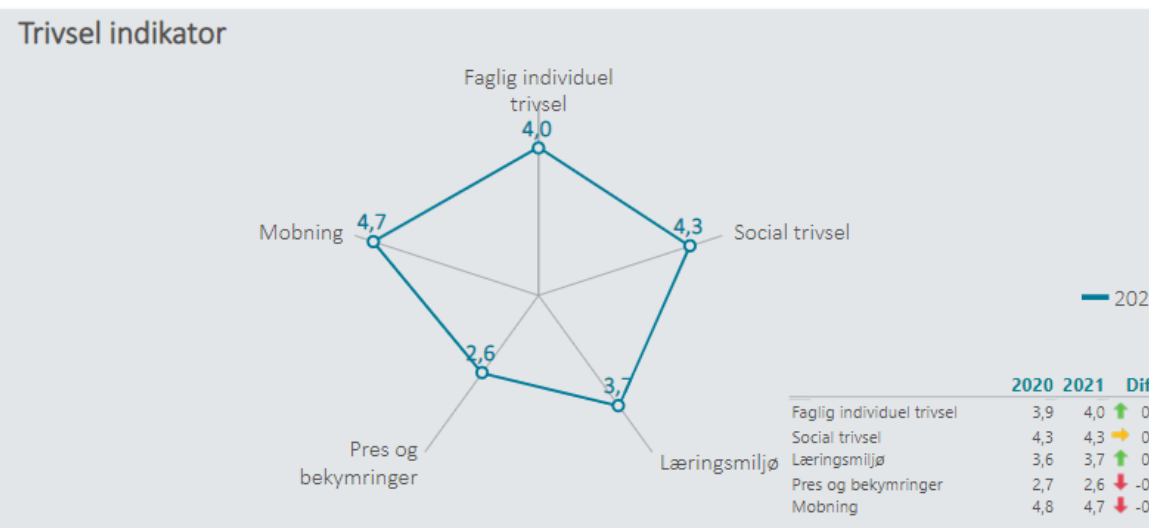 Trivsel indikator
Faglig individuel
trivsel
4,0
4,7
Mobning
4,3
Social trivsel
2,6
3,7
Pres og
bekymringer
Læringsmiljø
202
2020 2021 Dif
Faglig individuel trivsel 3,9 4,0 0
Social trivsel 4,3 4,3 0
Læringsmiljø 3,6 3,7 0
Pres og bekymringer 2,7 2,6 -0
Mobning 4,8 4,7 -0